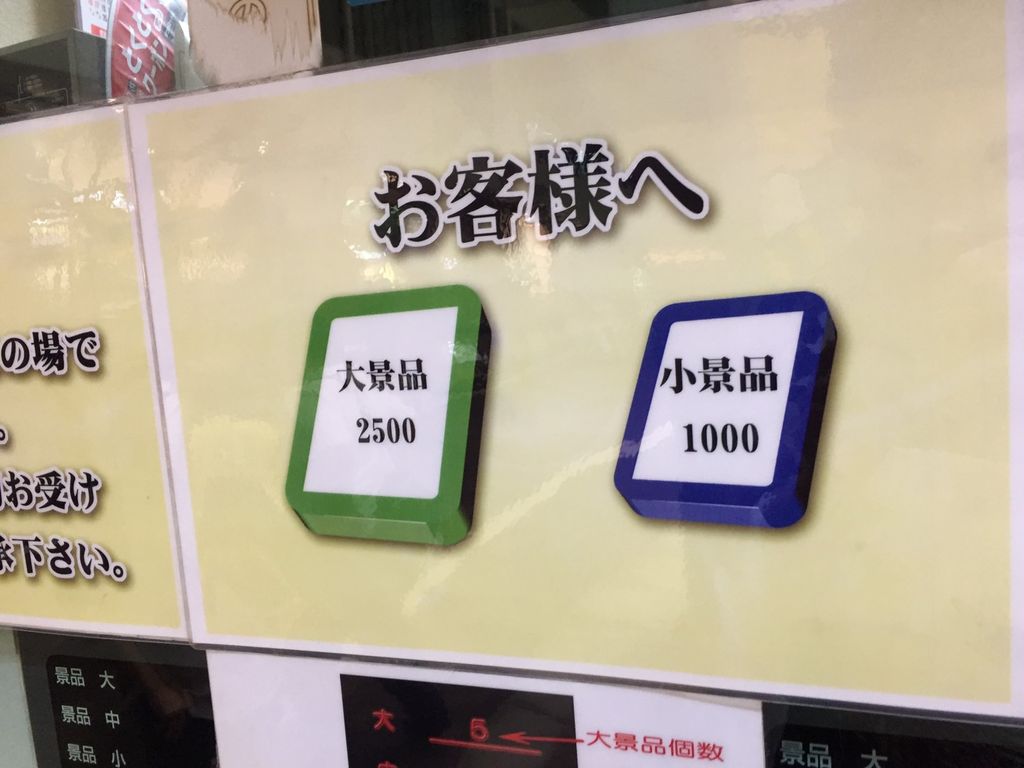 お客様へ
大景品
2500
小景品
1000
の場で
。
お受け
承下さい。
景品 大
景品 中
景品 小
大 5 大景品個数
景品 大